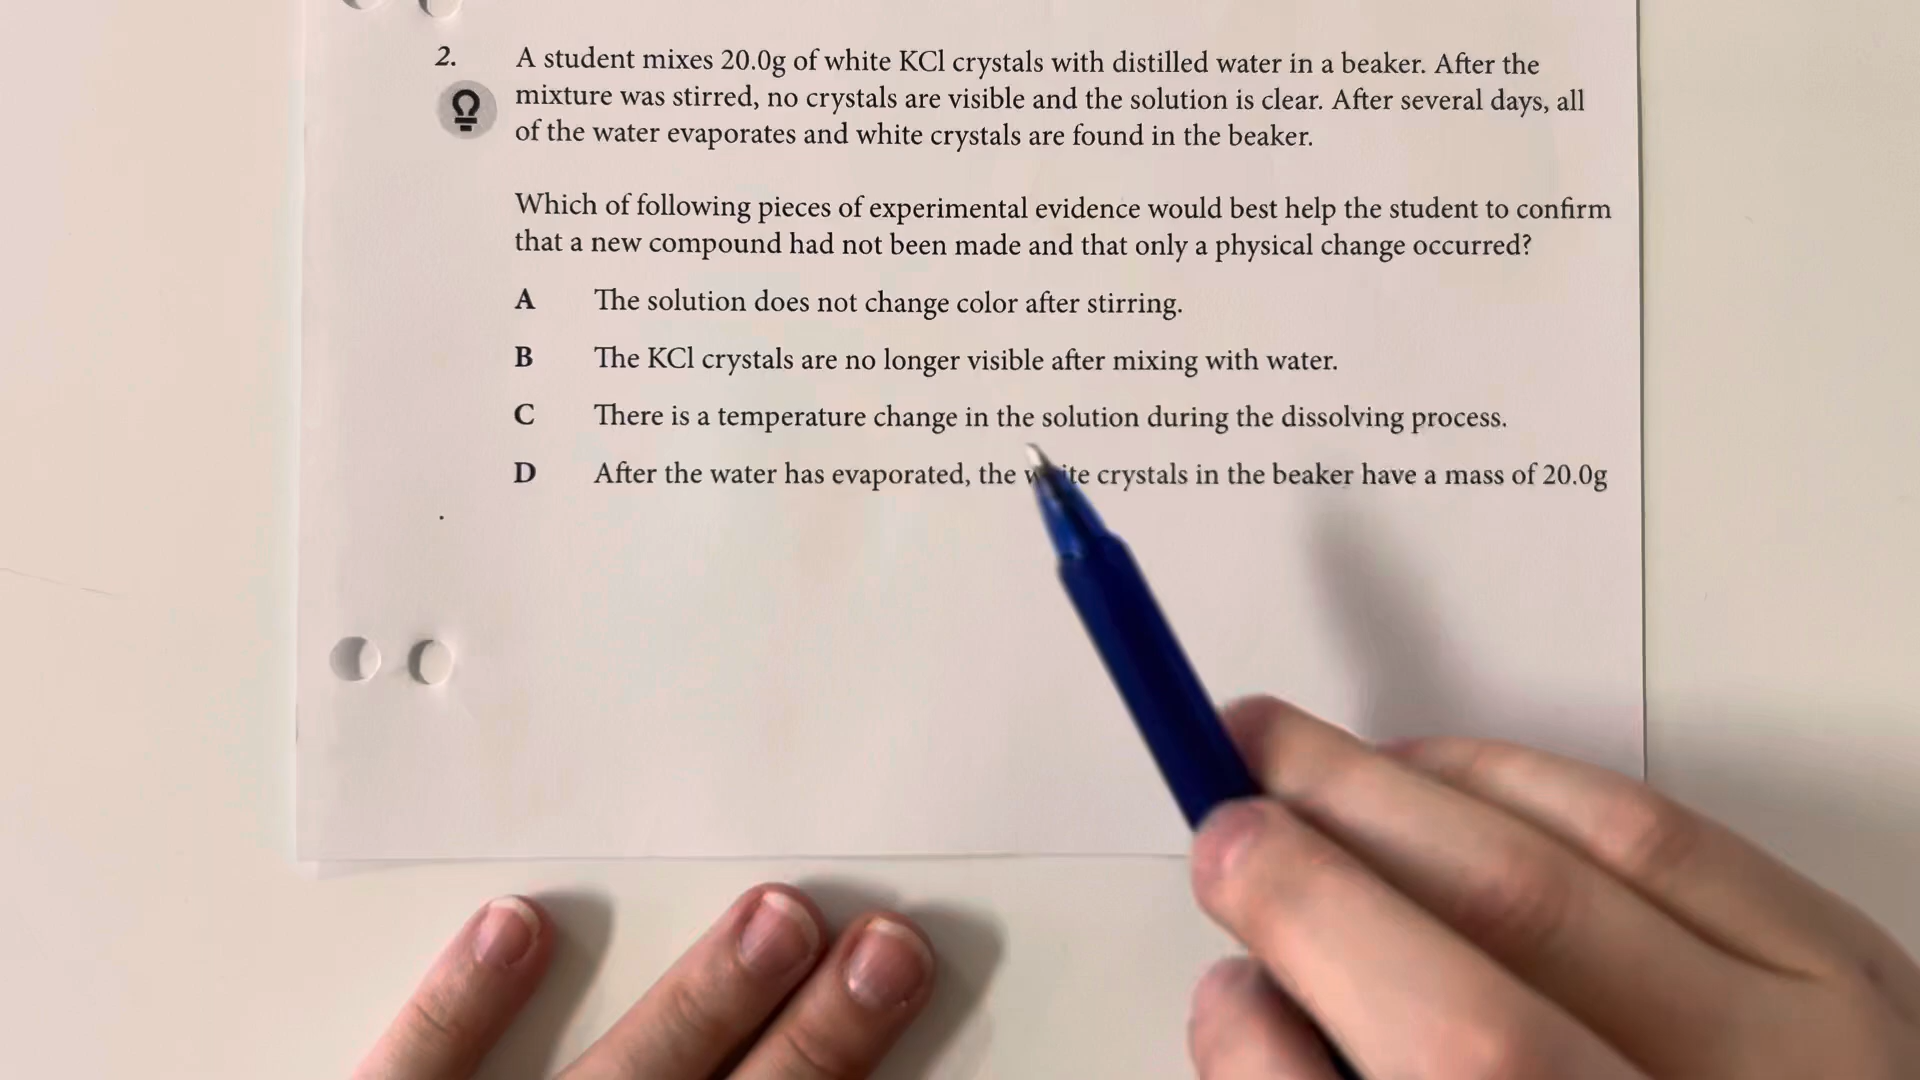 2. A student mixes 20.0g of white KCl crystals with distilled water in a beaker. After the
mixture was stirred, no crystals are visible and the solution is clear. After several days, all
of the water evaporates and white crystals are found in the beaker.
Which of following pieces of experimental evidence would best help the student to confirm
that a new compound had not been made and that only a physical change occurred?
A The solution does not change color after stirring.
B The KCl crystals are no longer visible after mixing with water.
C There is a temperature change in the solution during the dissolving process.
D After the water has evaporated, the white crystals in the beaker have a mass of 20.0g